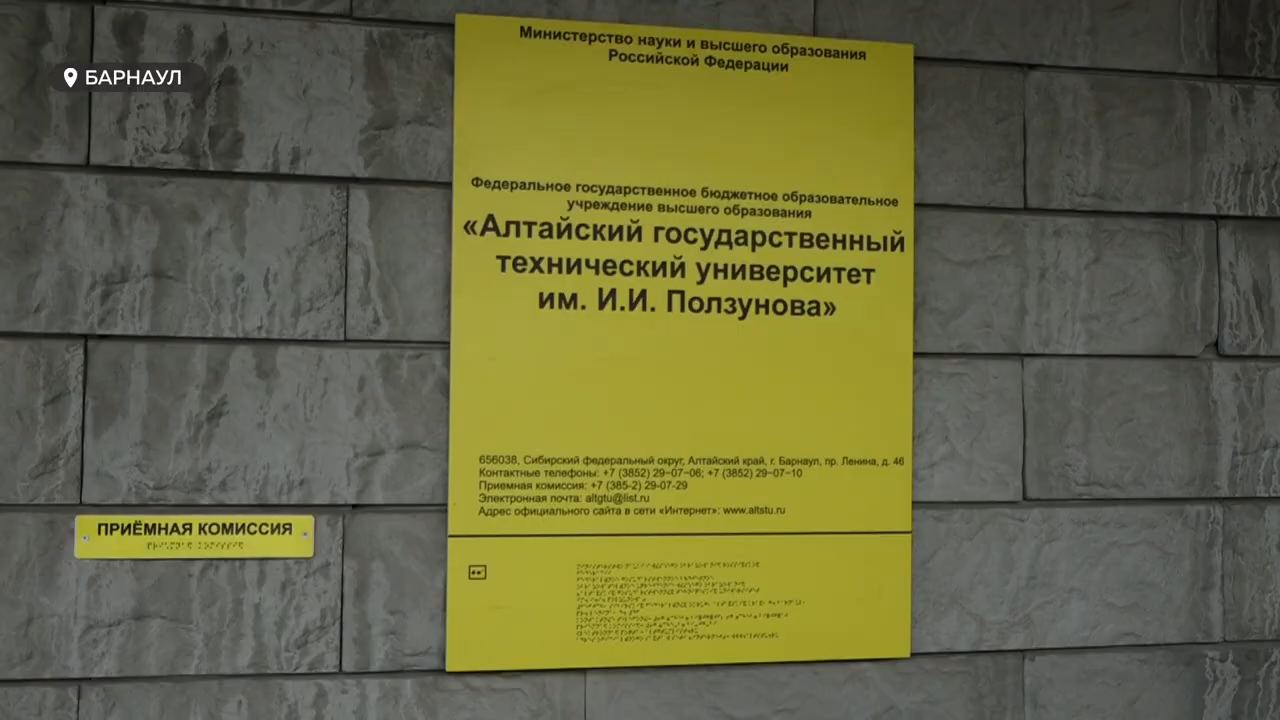 БАРНАУЛ
Министерство науки и высшего образования
Российской Федерации
Федеральное государственное бюджетное образовательное
учреждение высшего образования
«Алтайский государственный
технический университет
им. И.И. Ползунова»
656038, Сибирский федеральный округ, Алтайский край, г. Барнаул, пр. Ленина, д. 46
Контактные телефоны: +7 (3852) 29-07-06; +7 (3852) 29-07-10
Приемная комиссия: +7 (385-2) 29-07-29
Электронная почта: altgtu@list.ru
Адрес официального сайта в сети «Интернет»: www.altstu.ru
ПРИЁМНАЯ КОМИССИЯ